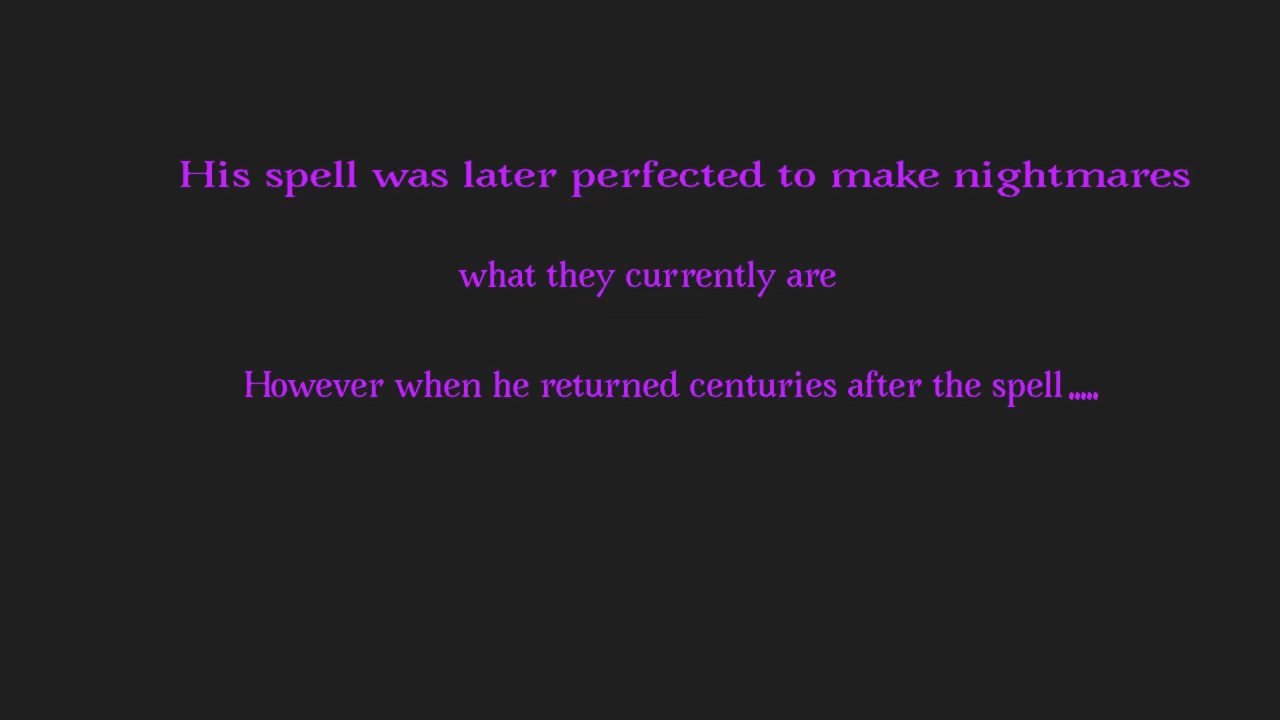 His spell was later perfected to make nightmares
what they currently are
However when he returned centuries after the spell,,,,,